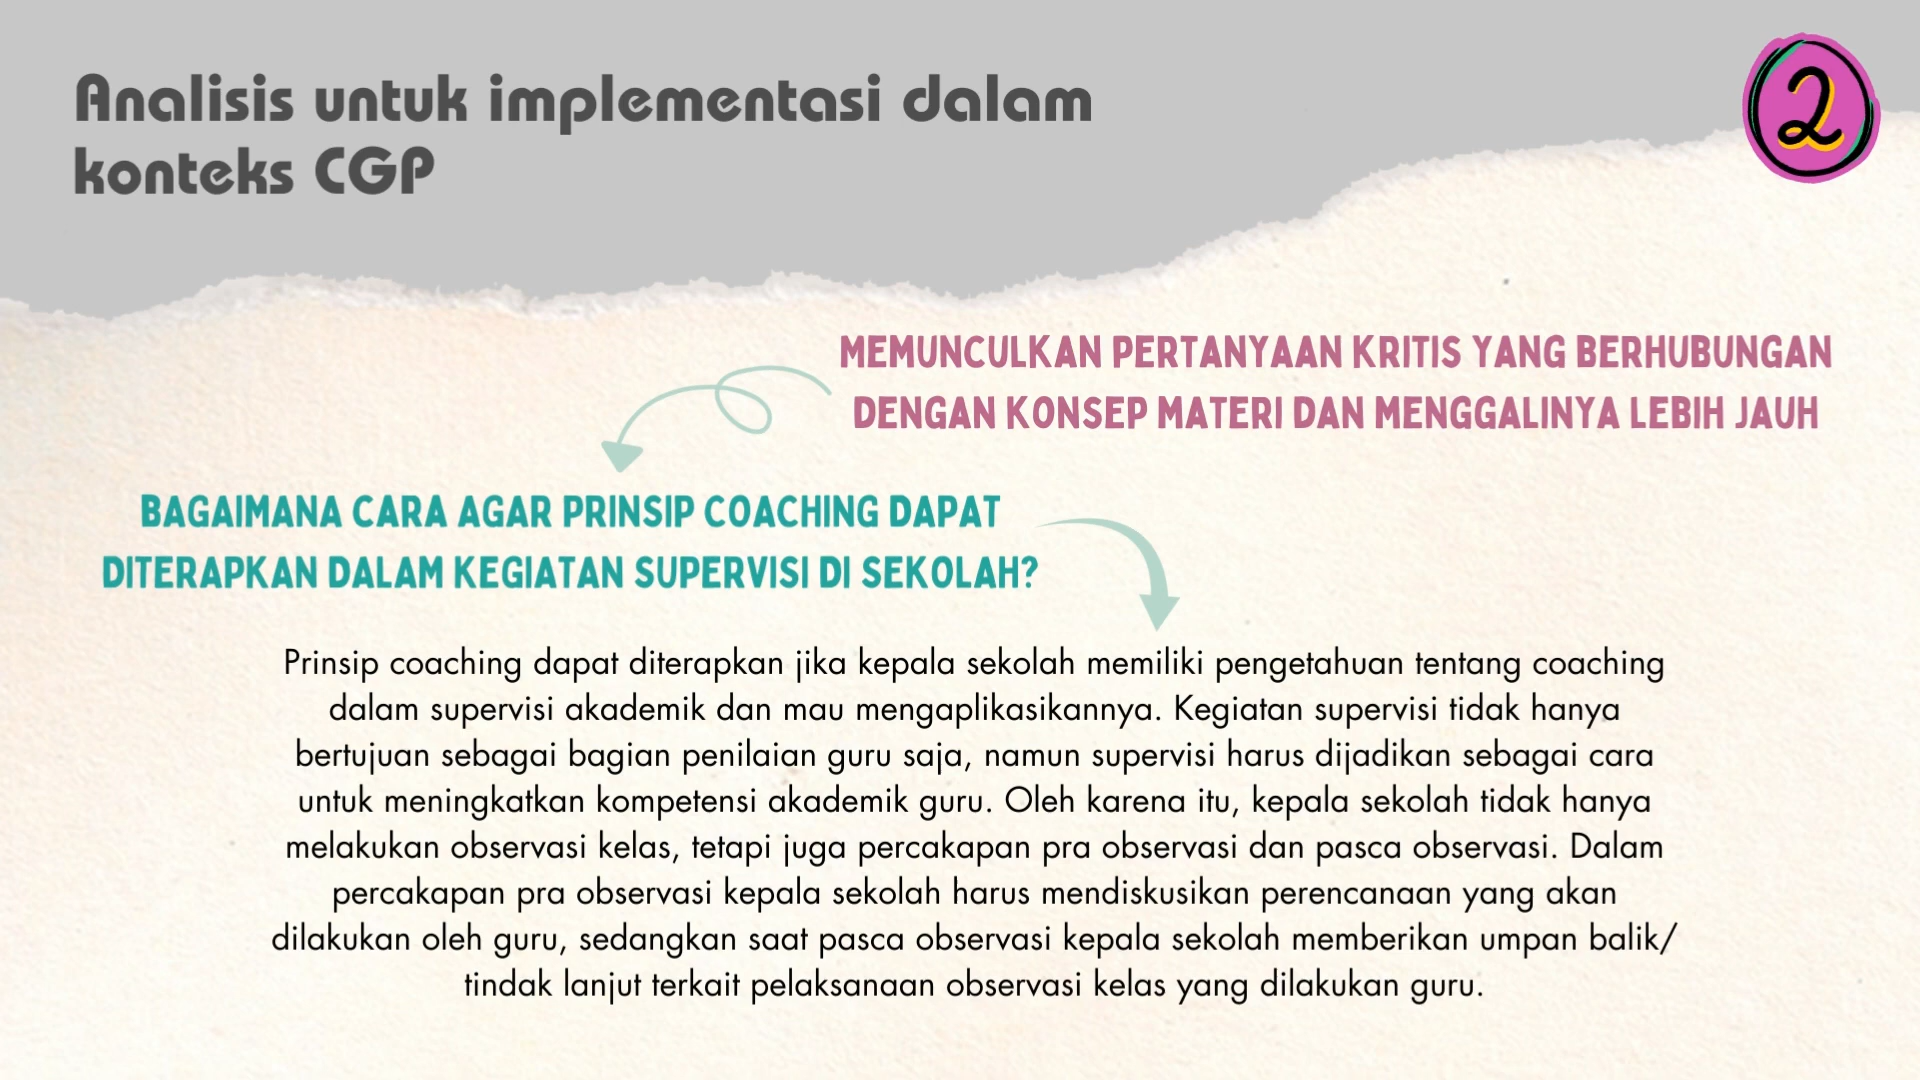 Analisis untuk implementasi dalam
konteks CGP
2
MEMUNCULKAN PERTANYAAN KRITIS YANG BERHUBUNGAN
DENGAN KONSEP MATERI DAN MENGGALINYA LEBIH JAUH
BAGAIMANA CARA AGAR PRINSIP COACHING DAPAT
DITERAPKAN DALAM KEGIATAN SUPERVISI DI SEKOLAH?
Prinsip coaching dapat diterapkan jika kepala sekolah memiliki pengetahuan tentang coaching
dalam supervisi akademik dan mau mengaplikasikannya. Kegiatan supervisi tidak hanya
bertujuan sebagai bagian penilaian guru saja, namun supervisi harus dijadikan sebagai cara
untuk meningkatkan kompetensi akademik guru. Oleh karena itu, kepala sekolah tidak hanya
melakukan observasi kelas, tetapi juga percakapan pra observasi dan pasca observasi. Dalam
percakapan pra observasi kepala sekolah harus mendiskusikan perencanaan yang akan
dilakukan oleh guru, sedangkan saat pasca observasi kepala sekolah memberikan umpan balik/
tindak lanjut terkait pelaksanaan observasi kelas yang dilakukan guru.